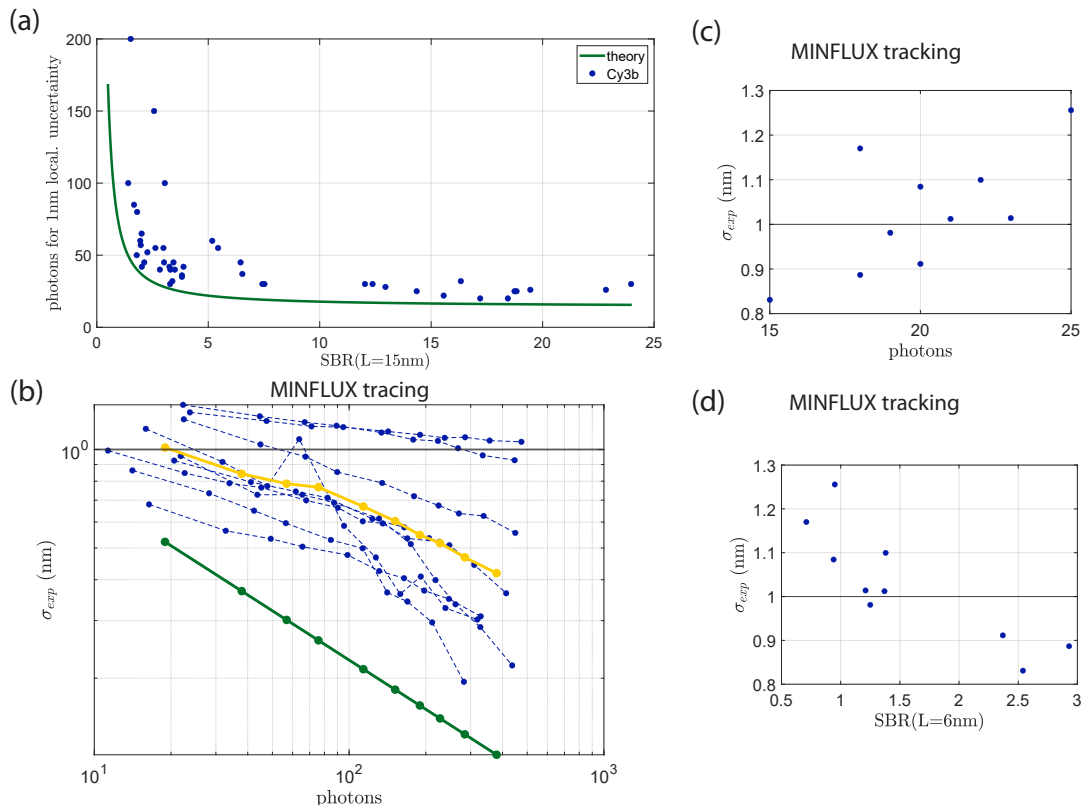 (a)
200
150
100
50
0
photons for 1nm local. uncertainty
theory
Cy3b
0 5 10 15 20 25
SBR(L=15nm)
(b)
MINFLUX tracing
10^0
σ_exp (nm)
10^1 10^2 10^3
photons
(c)
MINFLUX tracking
1.3
1.2
1.1
1
0.9
0.8
σ_exp (nm)
15 20 25
photons
(d)
MINFLUX tracking
1.3
1.2
1.1
1
0.9
0.8
σ_exp (nm)
0.5 1 1.5 2 2.5 3
SBR(L=6nm)